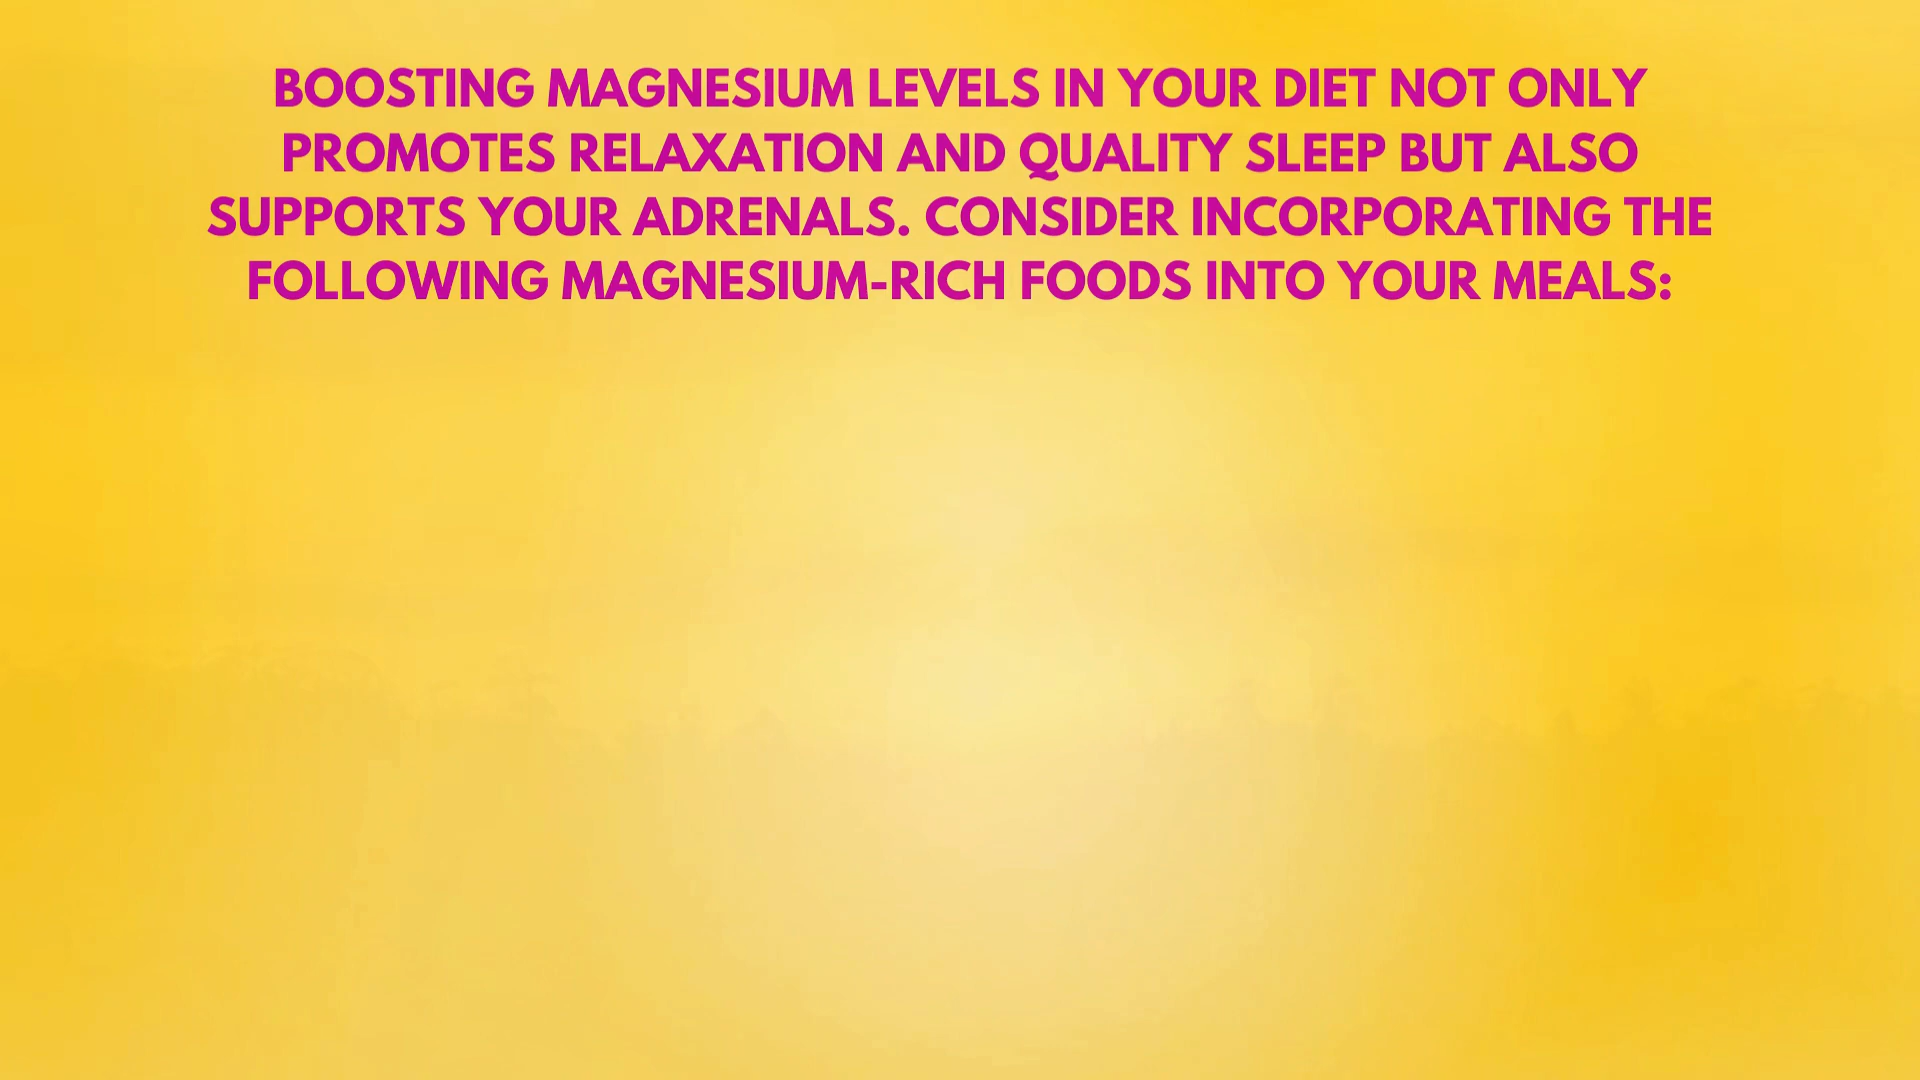 BOOSTING MAGNESIUM LEVELS IN YOUR DIET NOT ONLY
PROMOTES RELAXATION AND QUALITY SLEEP BUT ALSO
SUPPORTS YOUR ADRENALS. CONSIDER INCORPORATING THE
FOLLOWING MAGNESIUM-RICH FOODS INTO YOUR MEALS: